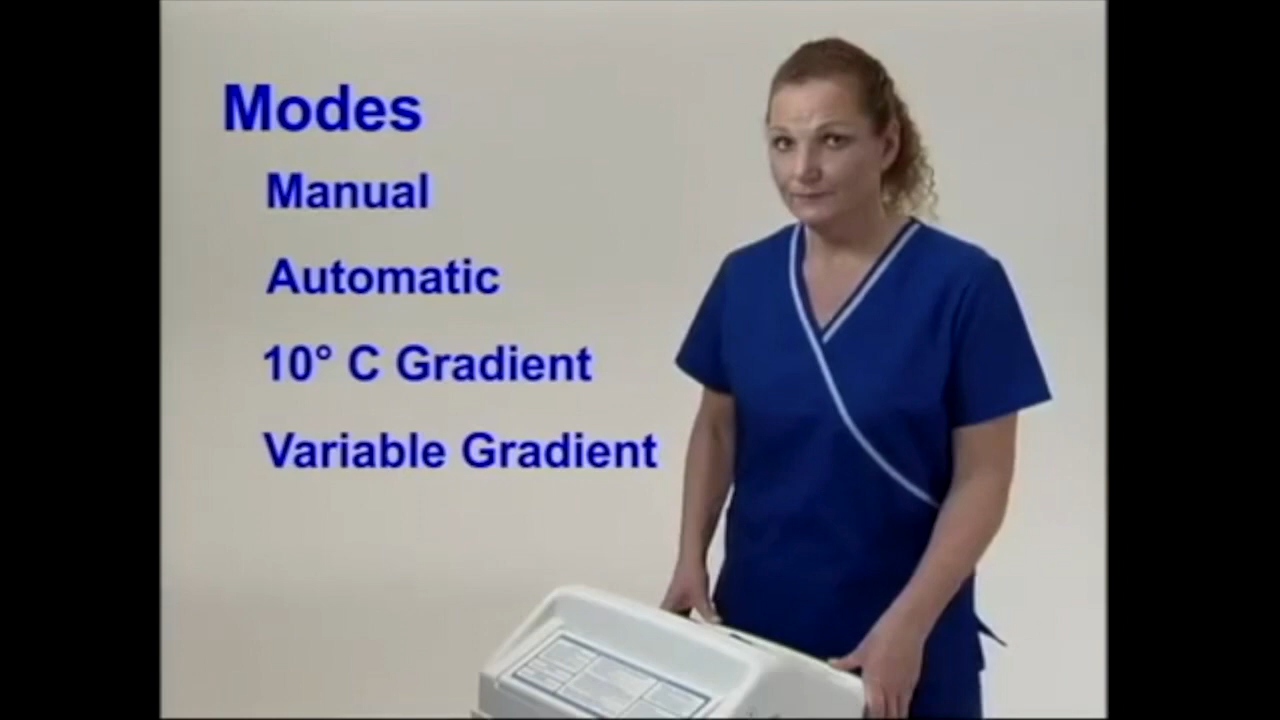 Modes
Manual
Automatic
10° C Gradient
Variable Gradient